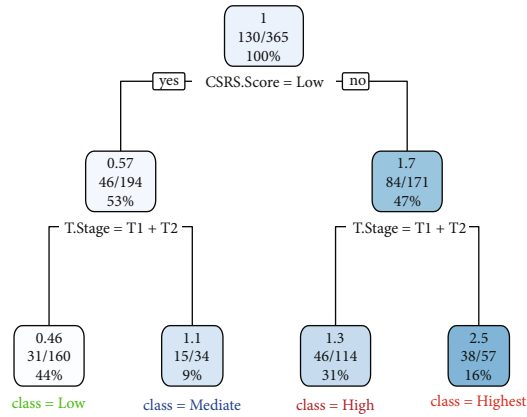 1
130/365
100%
yes
CSRS.Score = Low
no
0.57
46/194
53%
1.7
84/171
47%
T.Stage = T1 + T2
T.Stage = T1 + T2
0.46
31/160
44%
1.1
15/34
9%
1.3
46/114
31%
2.5
38/57
16%
class = Low
class = Mediate
class = High
class = Highest